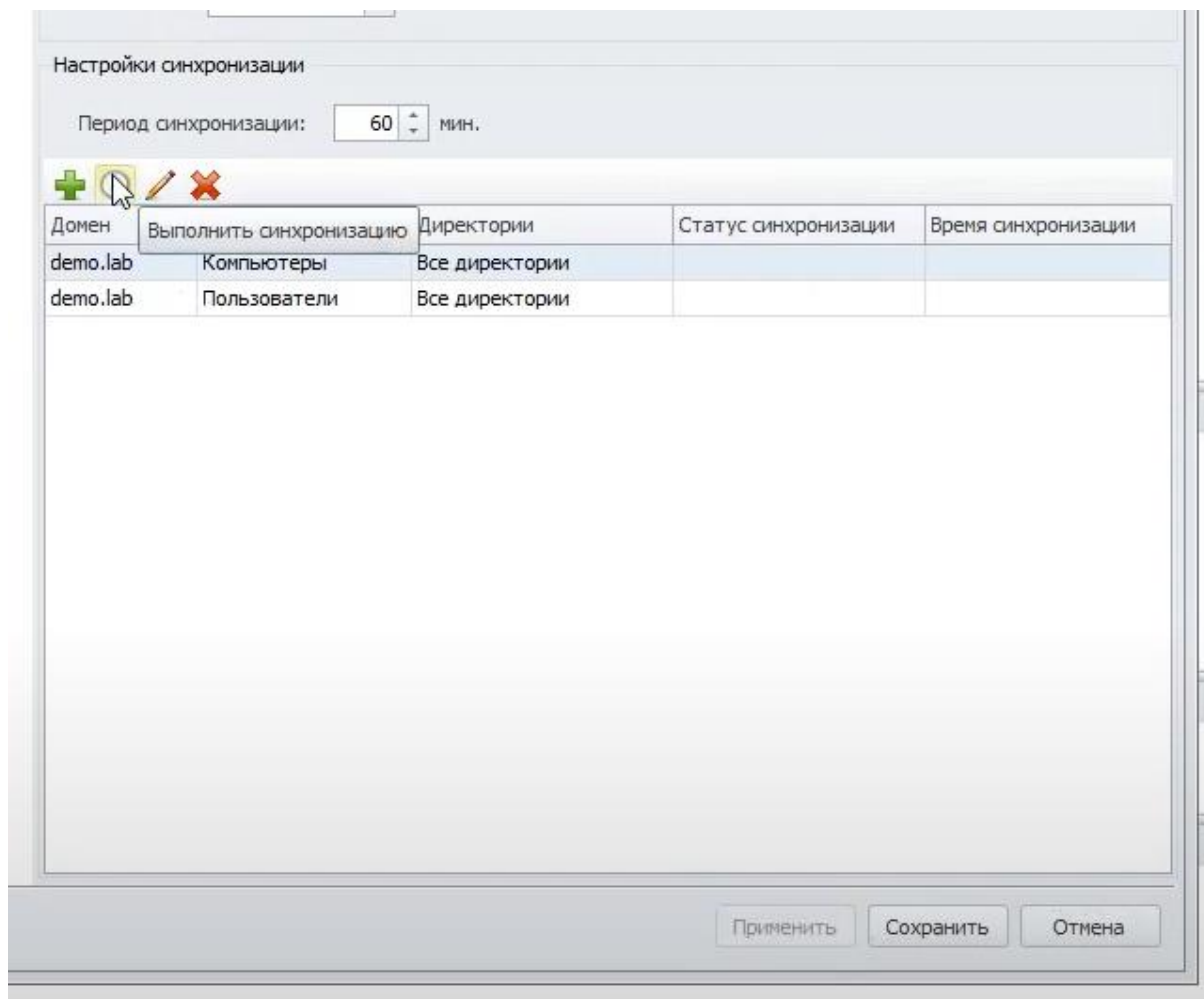 Настройки синхронизации
Период синхронизации: 60 мин.
Домен Директории Статус синхронизации Время синхронизации
Выполнить синхронизацию
demo.lab Компьютеры Все директории
demo.lab Пользователи Все директории
Применить Сохранить Отмена